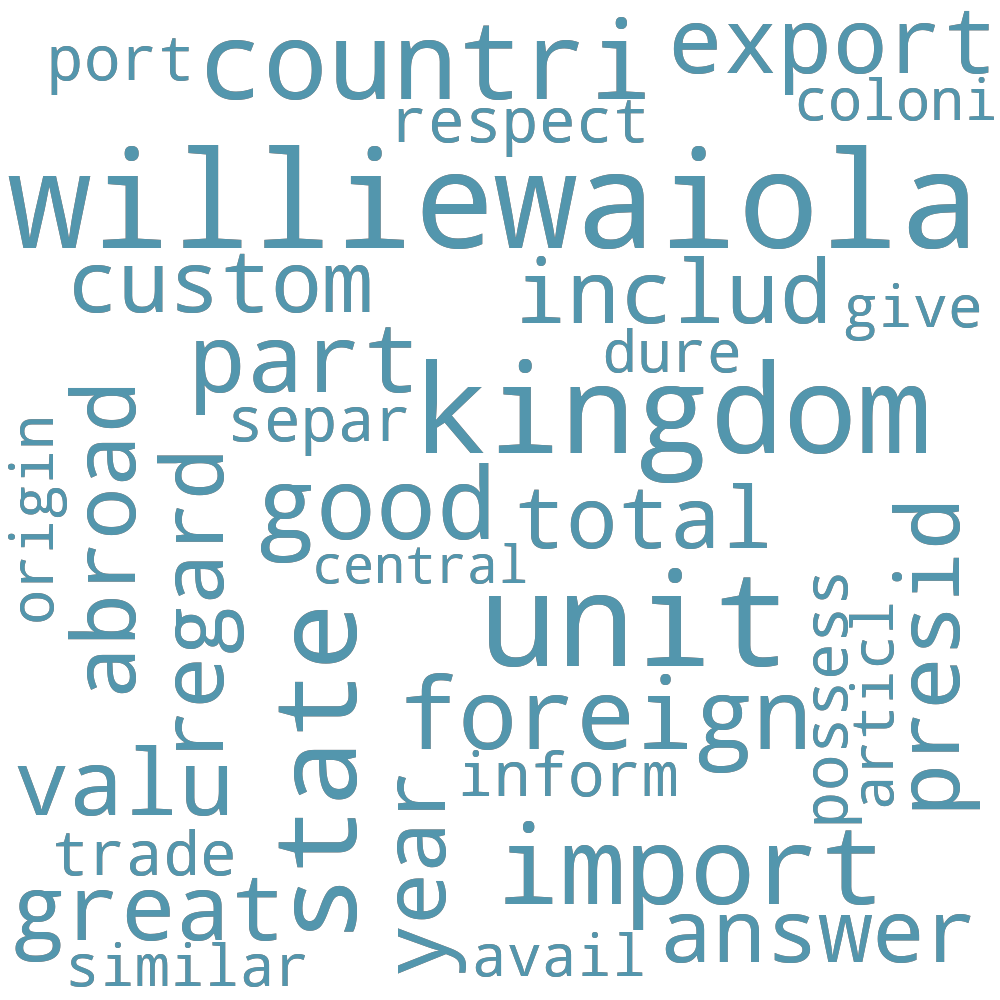 port countri export
respect coloni
williewaiola
custom includ give
part dure
separ kingdom
origin abroad regard good total presid
central
state unit possess articl
foreign
valu year inform
trade import
great answer
similar avail